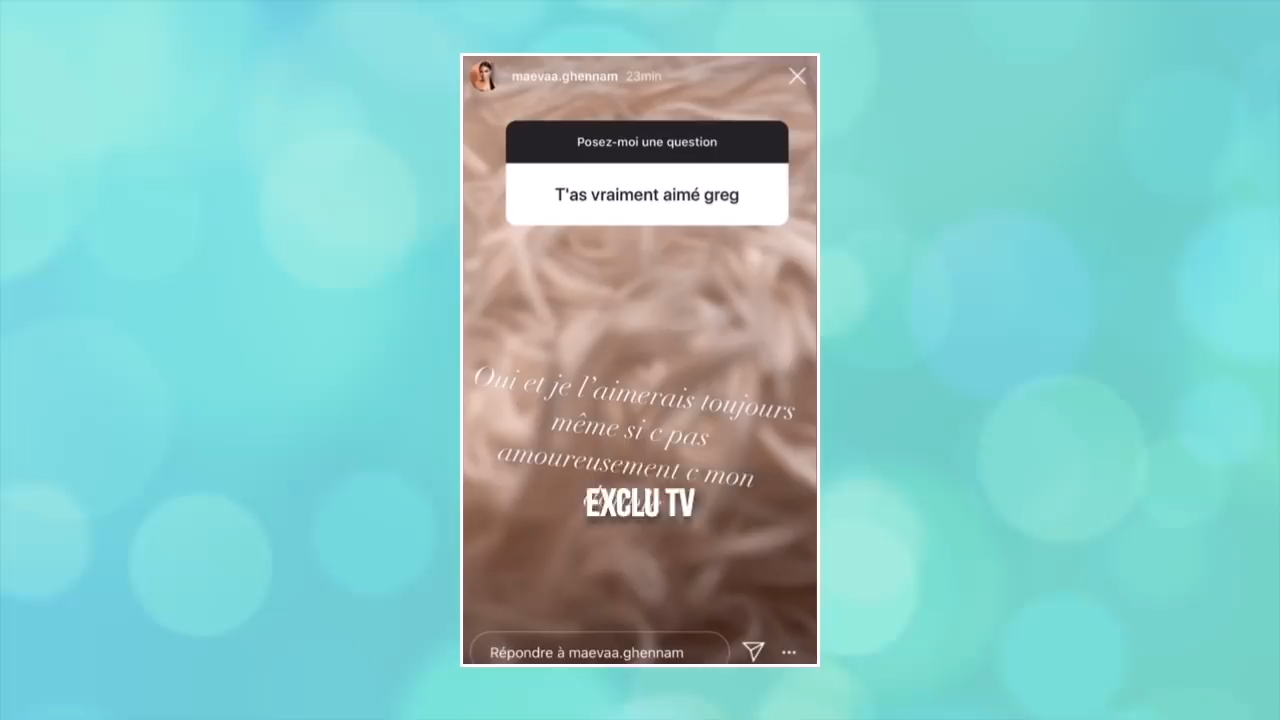 maevaa.ghennam 23min
Posez-moi une question
T'as vraiment aimé greg
Oui et je l'aimerais toujours
même si c pas
amoureusement c mon
EXCLU TV
Répondre à maevaa.ghennam